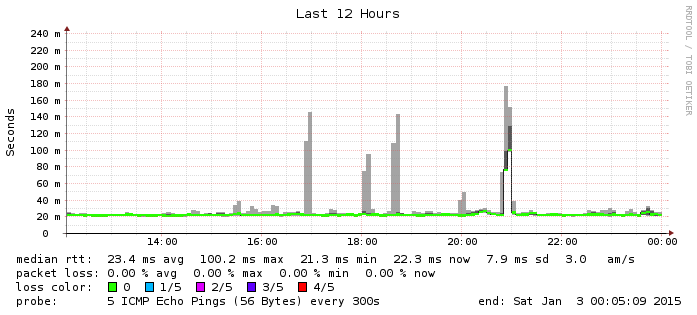 Last 12 Hours
RRDTOOL / TOBI OETIKER
Seconds
240 m
220 m
200 m
180 m
160 m
140 m
120 m
100 m
80 m
60 m
40 m
20 m
0
14:00 16:00 18:00 20:00 22:00 00:00
median rtt: 23.4 ms avg 100.2 ms max 21.3 ms min 22.3 ms now 7.9 ms sd 3.0 am/s
packet loss: 0.00 % avg 0.00 % max 0.00 % min 0.00 % now
loss color: 0 1/5 2/5 3/5 4/5
probe: 5 ICMP Echo Pings (56 Bytes) every 300s end: Sat Jan 3 00:05:09 2015